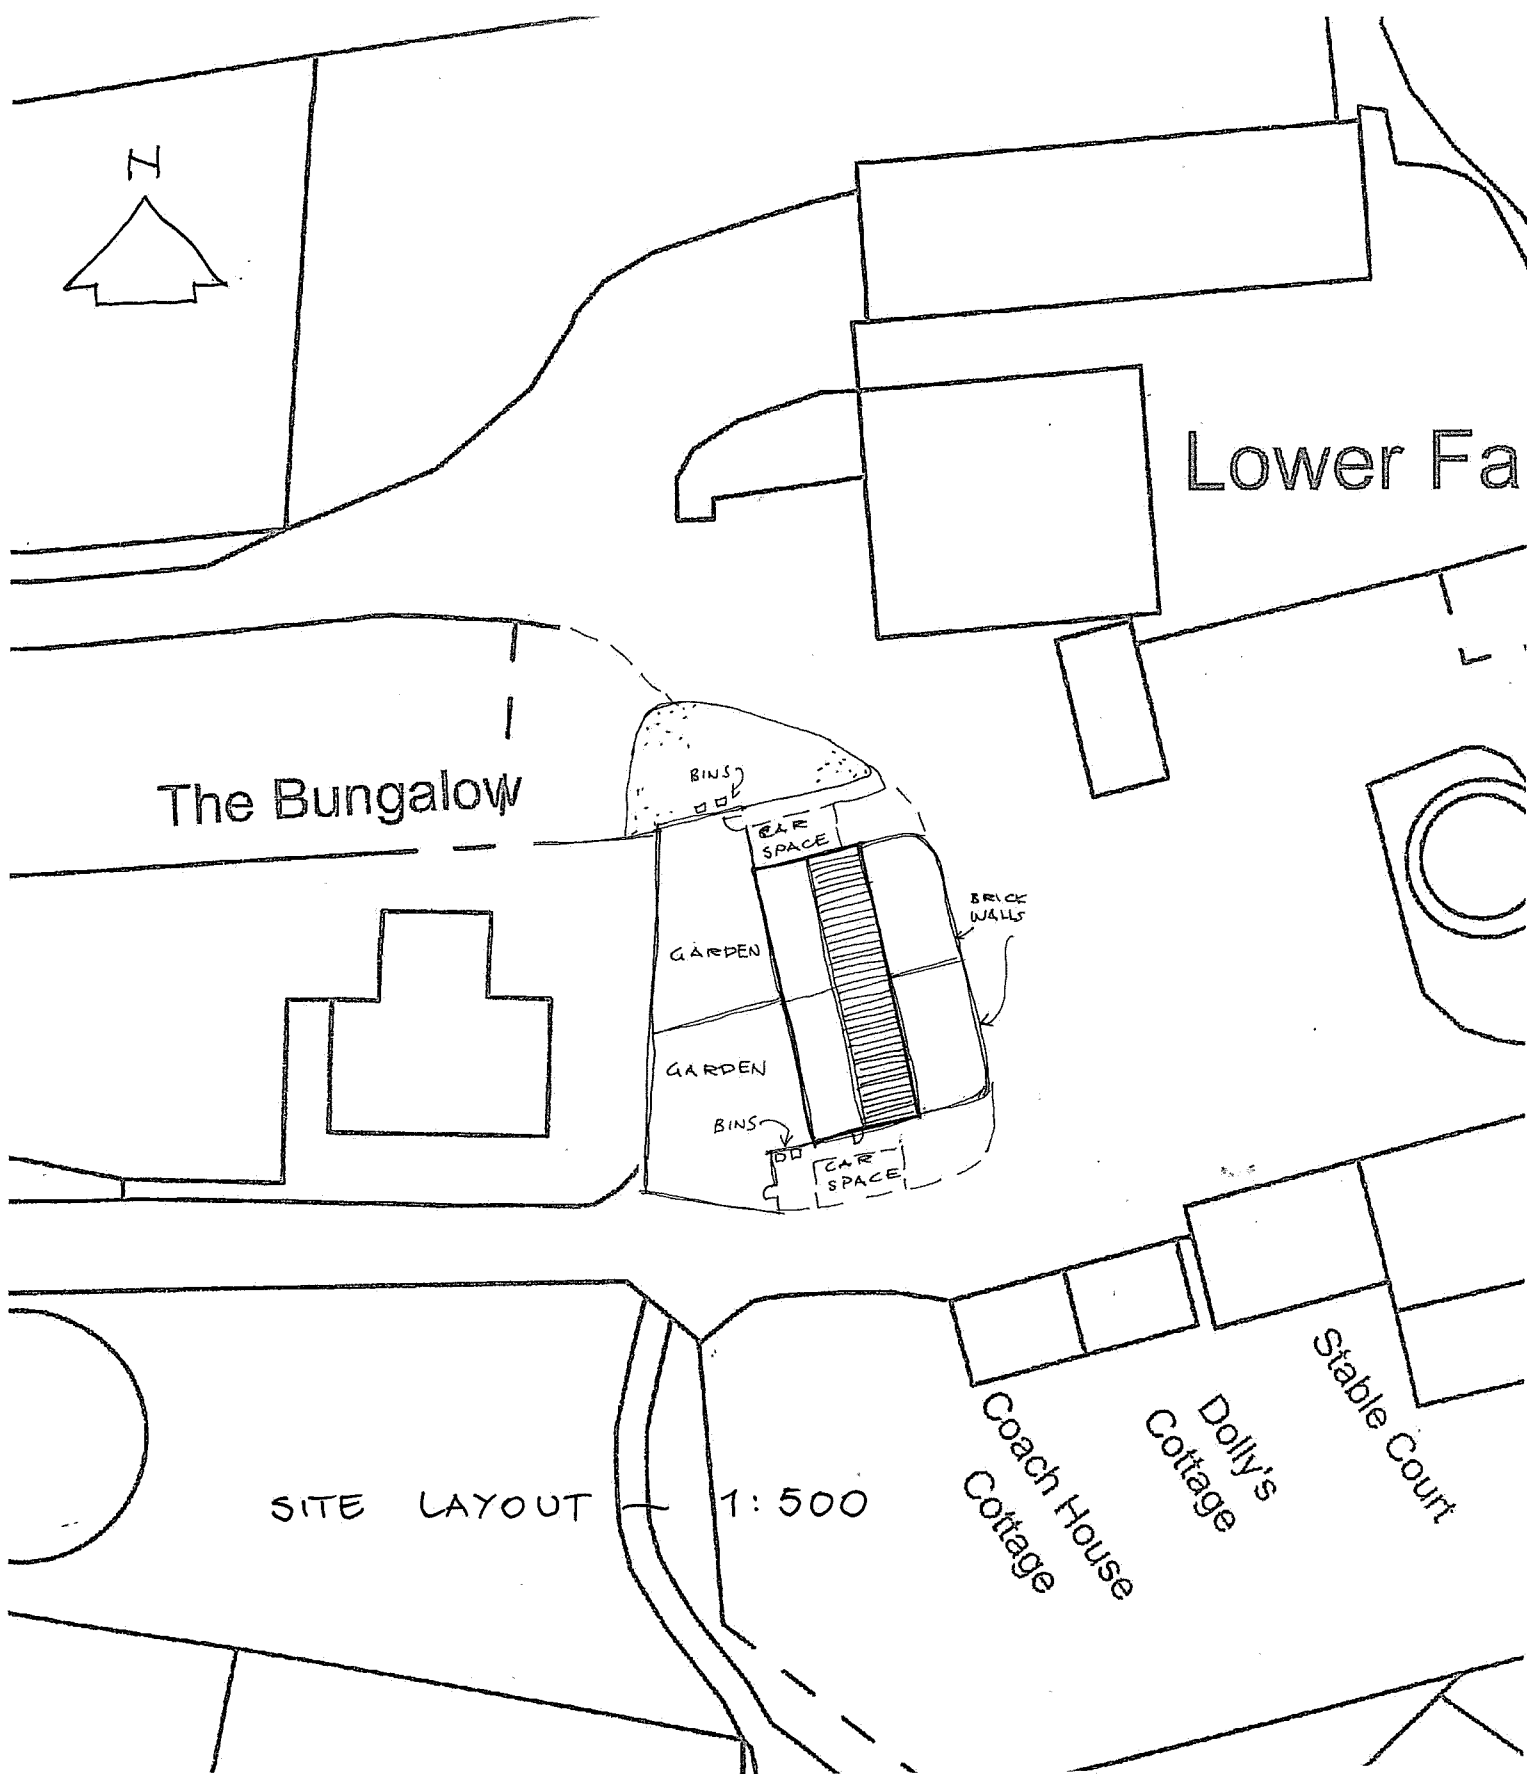 N
Lower Fa
The Bungalow
BINS
CAR
SPACE
BRICK
WALLS
GARDEN
GARDEN
BINS
CAR
SPACE
SITE LAYOUT — 1:500
Coach House
Cottage
Dolly's
Cottage
Stable Court